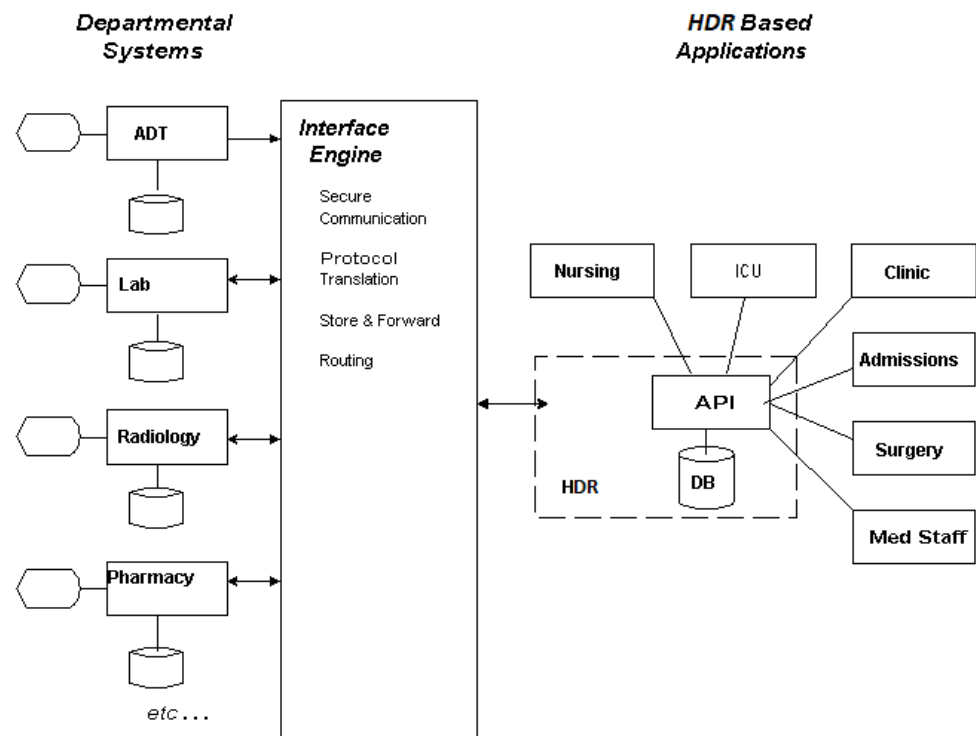 Departmental
Systems
HDR Based
Applications
ADT
Lab
Radiology
Pharmacy
etc...
Interface
Engine
Secure
Communication
Protocol
Translation
Store & Forward
Routing
Nursing
ICU
Clinic
Admissions
Surgery
Med Staff
API
DB
HDR